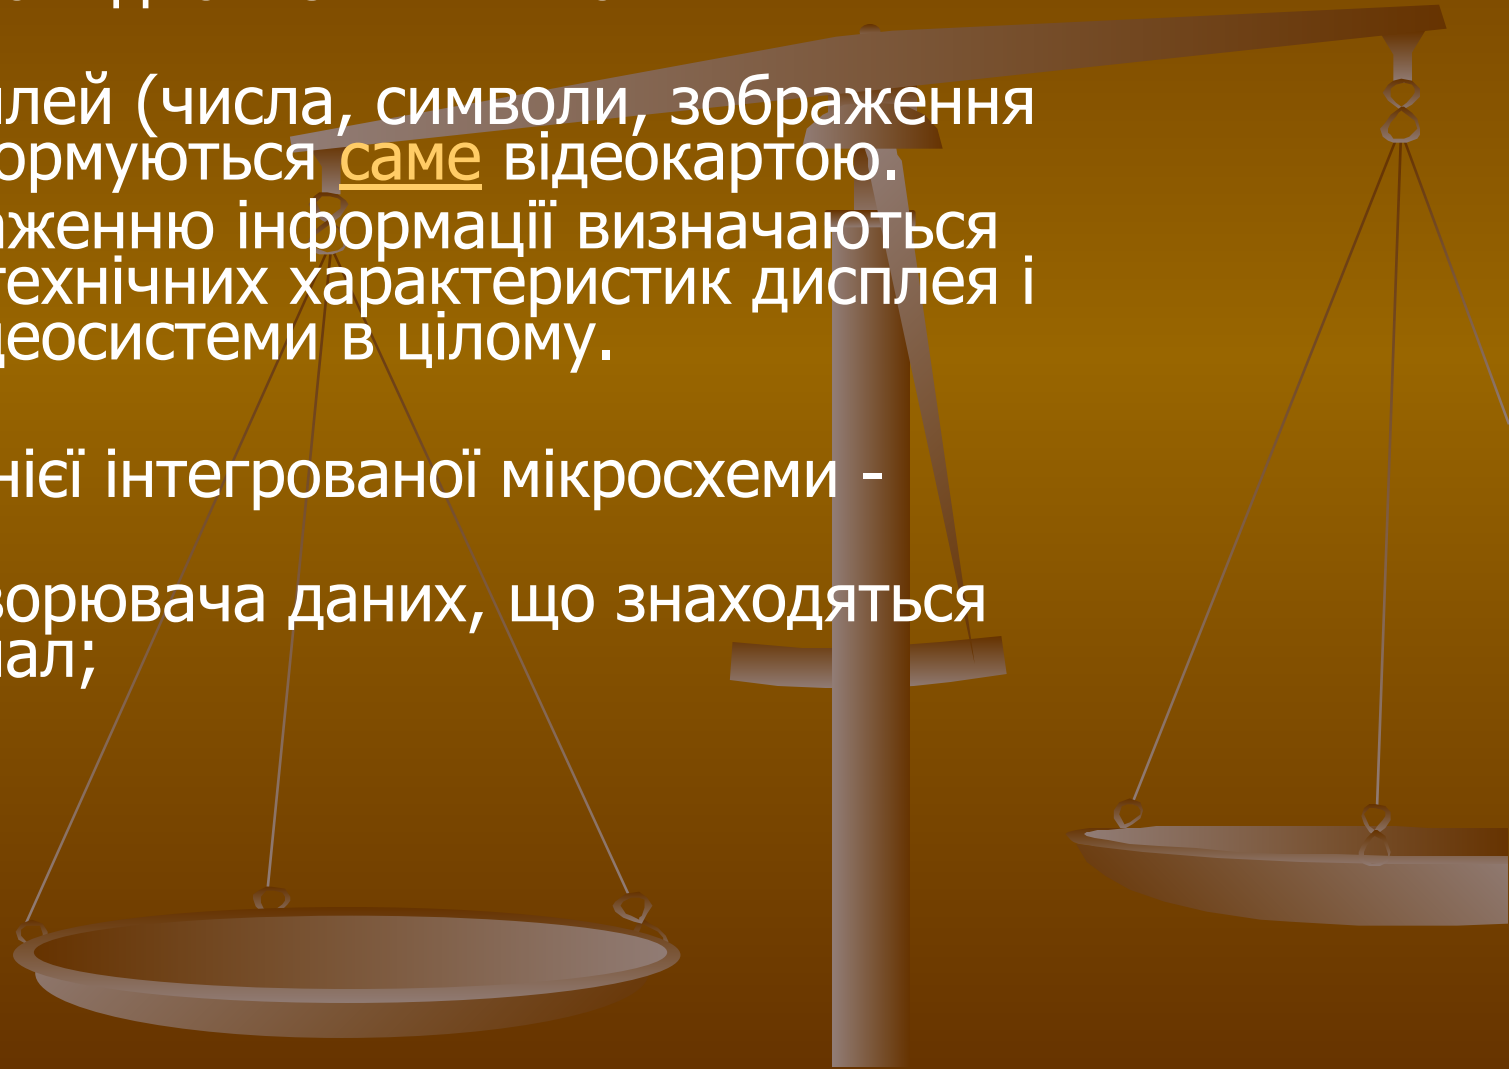 лей (числа, символи, зображення
ормуються саме відеокартою.
аженню інформації визначаються
технічних характеристик дисплея і
деосистеми в цілому.
нієї інтегрованої мікросхеми -
ворювача даних, що знаходяться
нал;